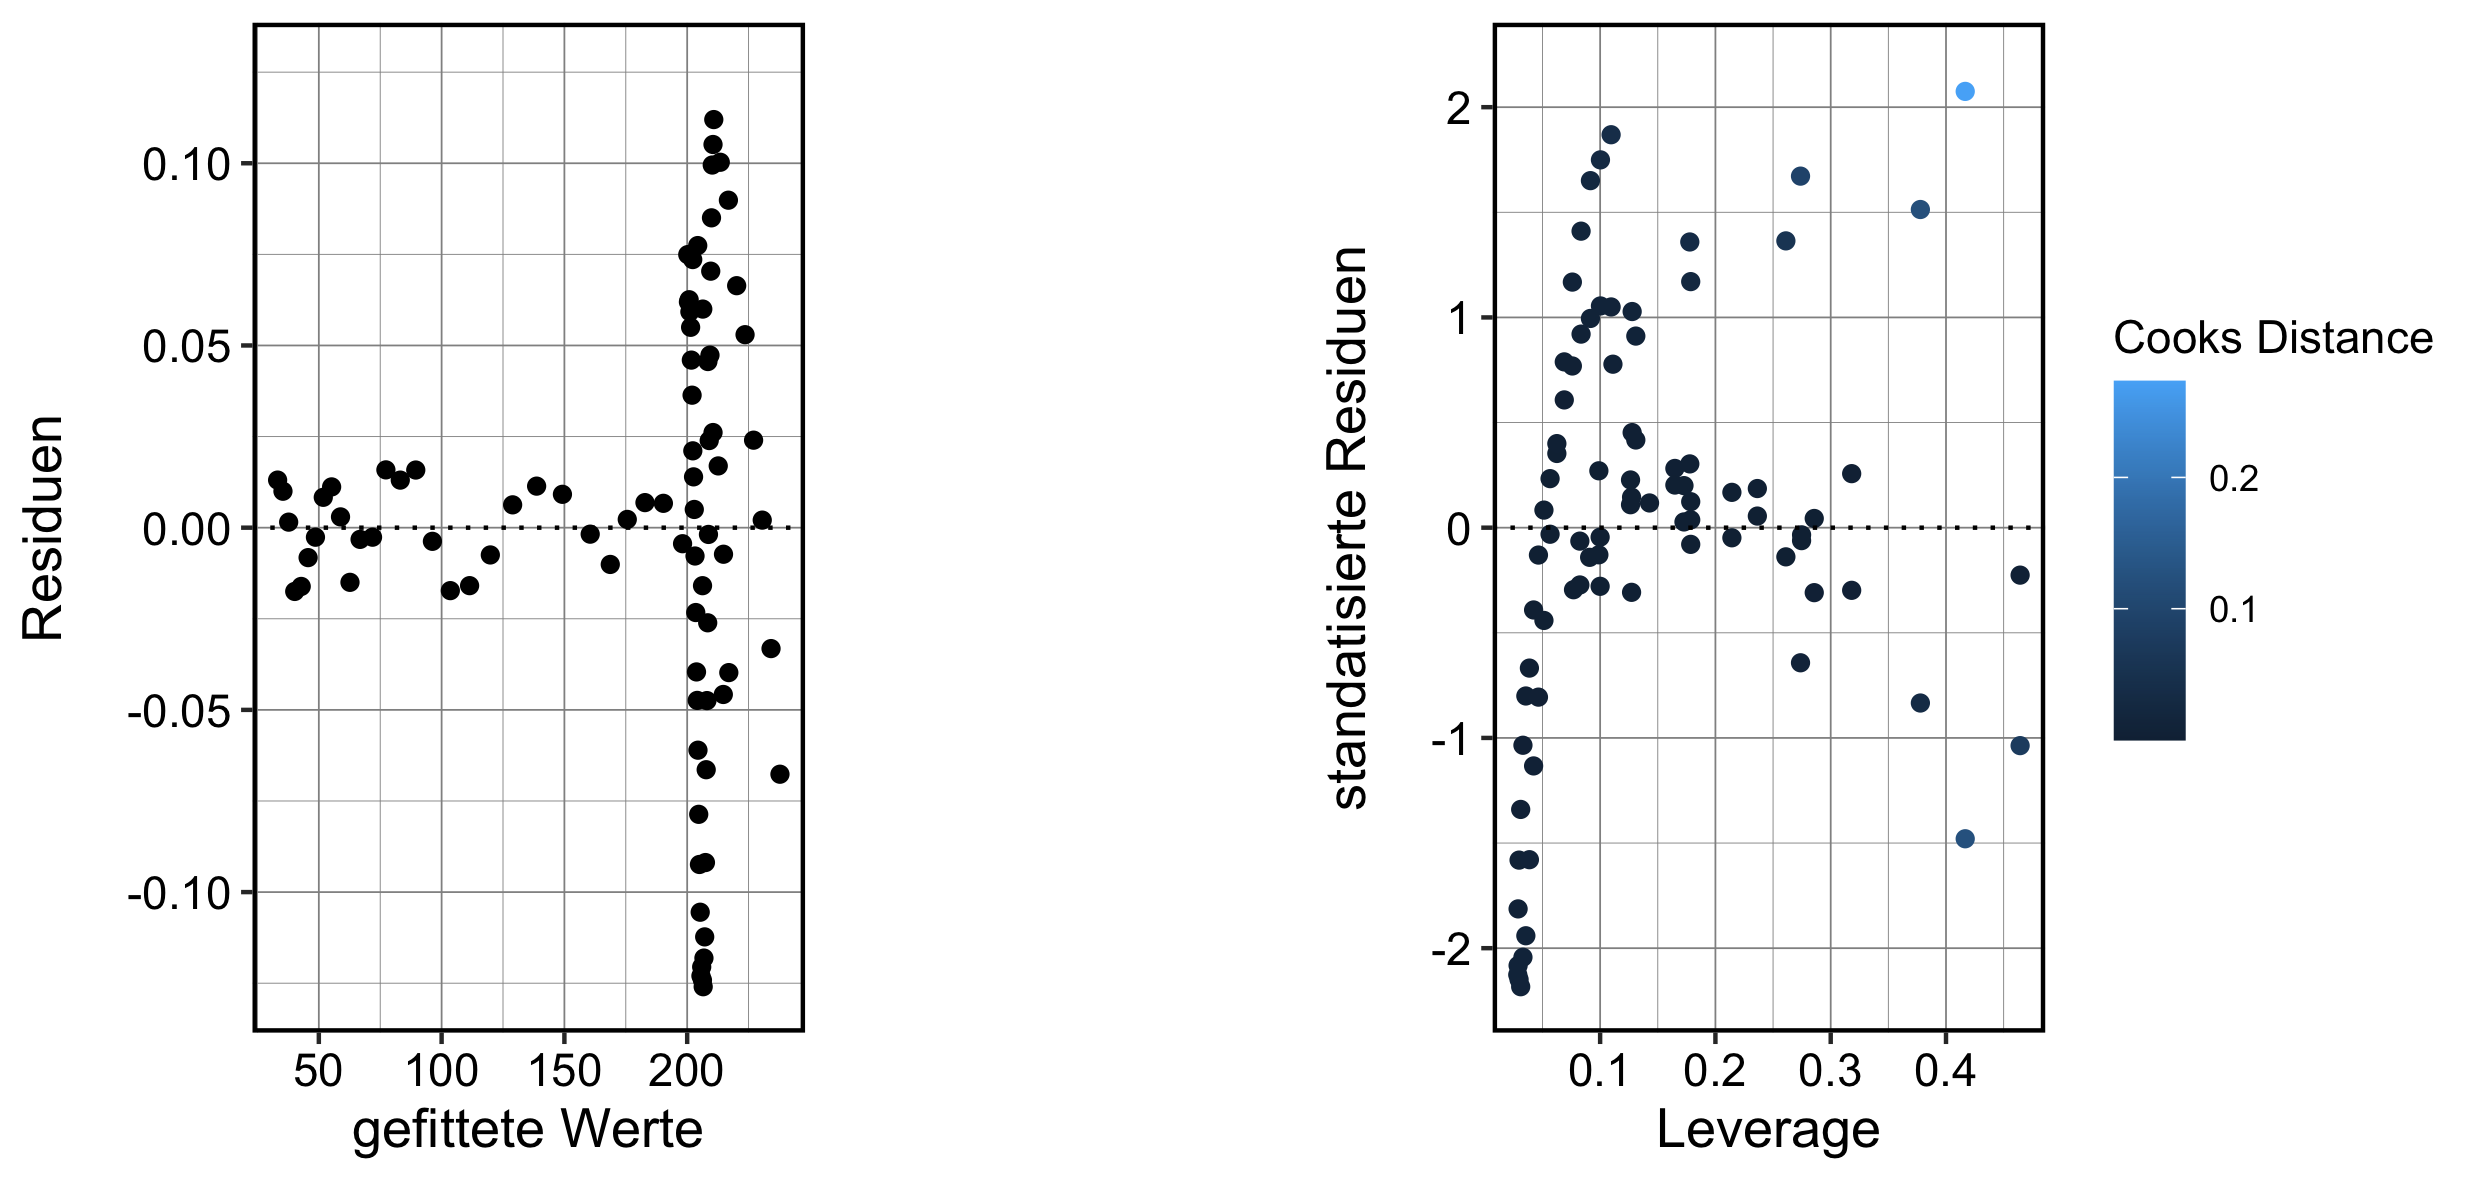 Residuen
0.10
0.05
0.00
-0.05
-0.10
50 100 150 200
gefittete Werte
standatisierte Residuen
2
1
0
-1
-2
0.1 0.2 0.3 0.4
Leverage
Cooks Distance
0.2
0.1